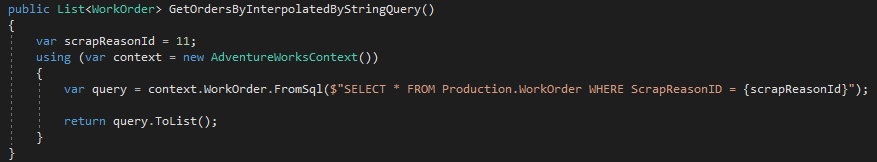 public List<WorkOrder> GetOrdersByInterpolatedByStringQuery()
{
var scrapReasonId = 11;
using (var context = new AdventureWorksContext())
{
var query = context.WorkOrder.FromSql($"SELECT * FROM Production.WorkOrder WHERE ScrapReasonID = {scrapReasonId}");
return query.ToList();
}
}